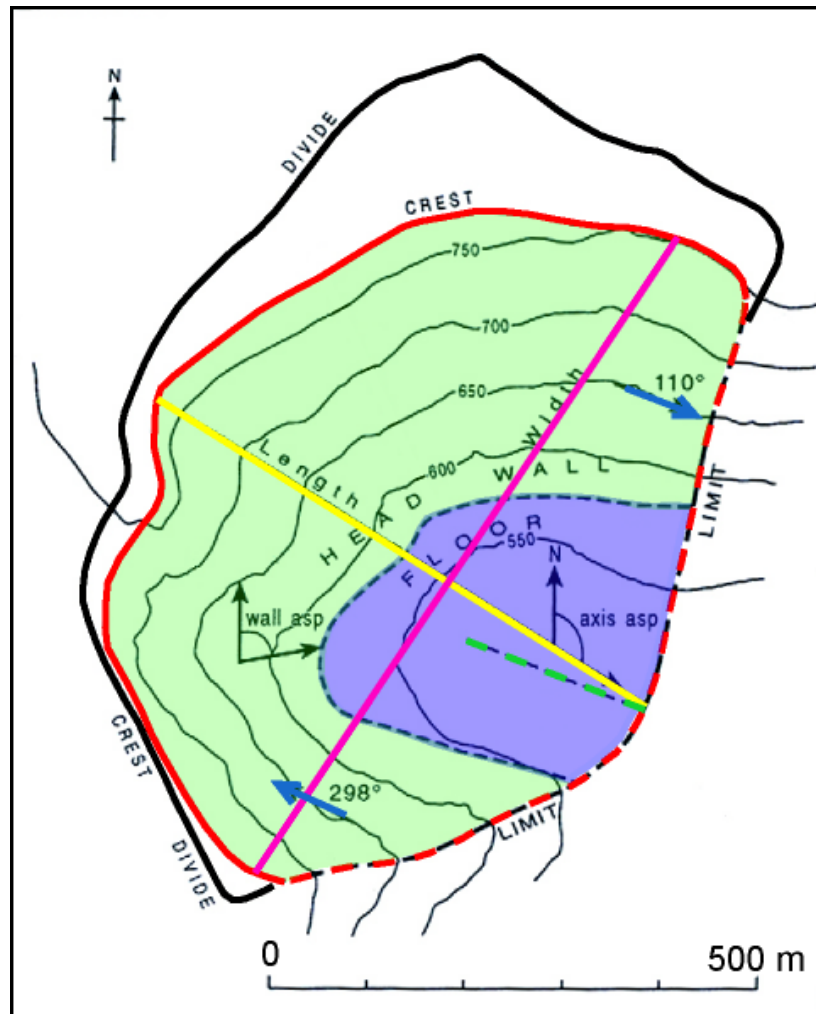 N
DIVIDE
CREST
750
700
650
110°
Width
Length
600
HEAD WALL
LIMIT
FLOOR
550
N
wall asp
axis asp
CREST
298°
LIMIT
DIVIDE
0
500 m